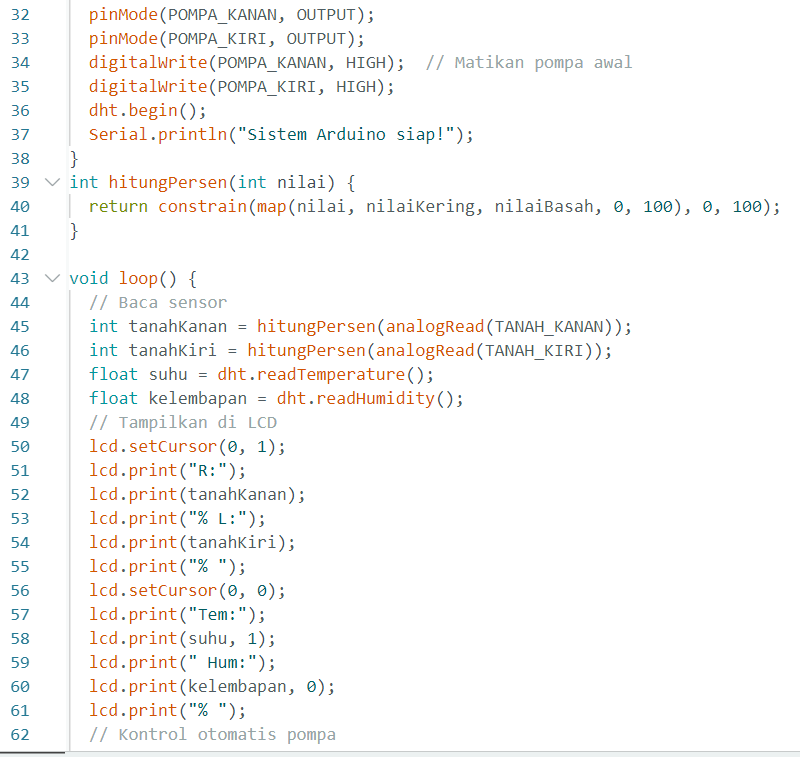 32 pinMode(POMPA_KANAN, OUTPUT);
33 pinMode(POMPA_KIRI, OUTPUT);
34 digitalWrite(POMPA_KANAN, HIGH);  // Matikan pompa awal
35 digitalWrite(POMPA_KIRI, HIGH);
36 dht.begin();
37 Serial.println("Sistem Arduino siap!");
38 }
39 int hitungPersen(int nilai) {
40 return constrain(map(nilai, nilaiKering, nilaiBasah, 0, 100), 0, 100);
41 }
42
43 void loop() {
44 // Baca sensor
45 int tanahKanan = hitungPersen(analogRead(TANAH_KANAN));
46 int tanahKiri = hitungPersen(analogRead(TANAH_KIRI));
47 float suhu = dht.readTemperature();
48 float kelembapan = dht.readHumidity();
49 // Tampilkan di LCD
50 lcd.setCursor(0, 1);
51 lcd.print("R:");
52 lcd.print(tanahKanan);
53 lcd.print("% L:");
54 lcd.print(tanahKiri);
55 lcd.print("% ");
56 lcd.setCursor(0, 0);
57 lcd.print("Tem:");
58 lcd.print(suhu, 1);
59 lcd.print(" Hum:");
60 lcd.print(kelembapan, 0);
61 lcd.print("% ");
62 // Kontrol otomatis pompa